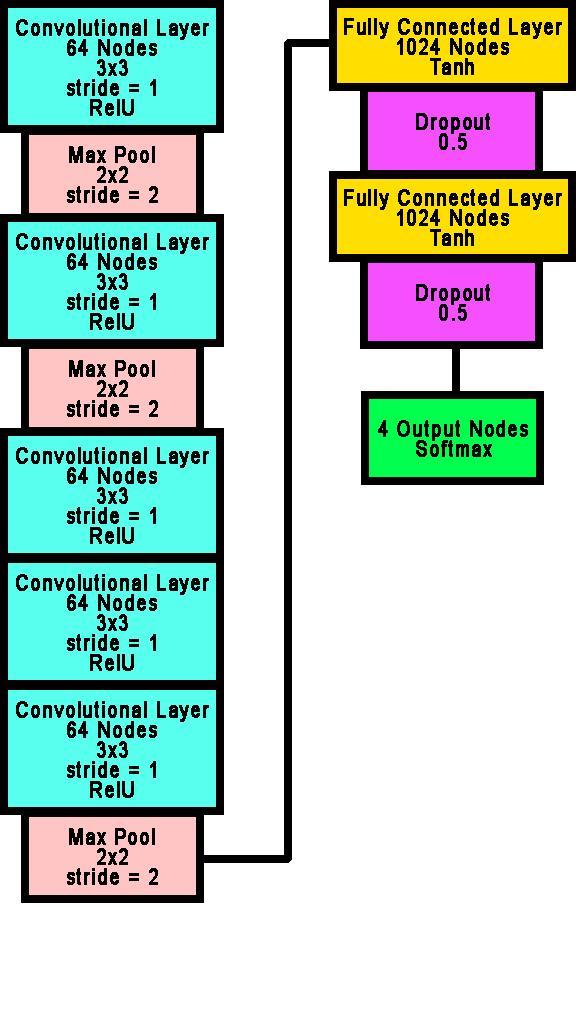 Convolutional Layer
64 Nodes
3x3
stride = 1
RelU
Max Pool
2x2
stride = 2
Convolutional Layer
64 Nodes
3x3
stride = 1
RelU
Max Pool
2x2
stride = 2
Convolutional Layer
64 Nodes
3x3
stride = 1
RelU
Convolutional Layer
64 Nodes
3x3
stride = 1
RelU
Convolutional Layer
64 Nodes
3x3
stride = 1
RelU
Max Pool
2x2
stride = 2
Fully Connected Layer
1024 Nodes
Tanh
Dropout
0.5
Fully Connected Layer
1024 Nodes
Tanh
Dropout
0.5
4 Output Nodes
Softmax